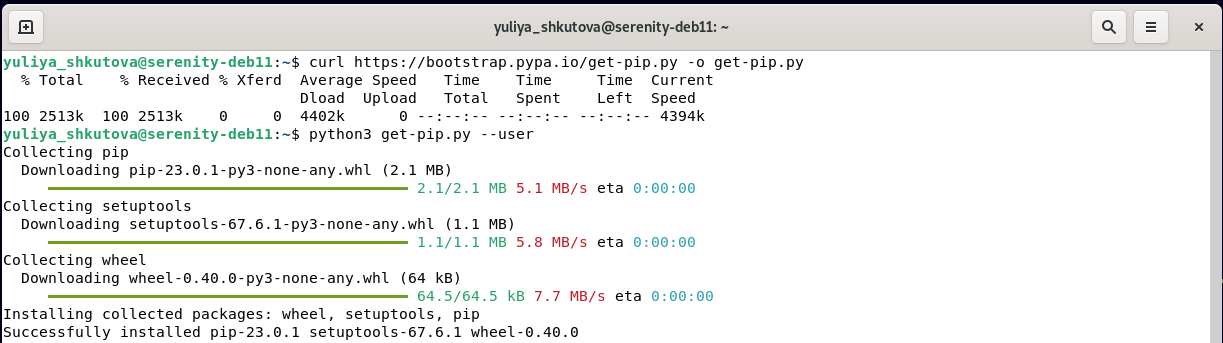 yuliya_shkutova@serenity-deb11: ~
yuliya_shkutova@serenity-deb11:~$ curl https://bootstrap.pypa.io/get-pip.py -o get-pip.py
  % Total    % Received % Xferd  Average Speed   Time    Time     Time  Current
                                 Dload  Upload   Total   Spent    Left  Speed
100 2513k  100 2513k    0     0  4402k      0 --:--:-- --:--:-- --:--:-- 4394k
yuliya_shkutova@serenity-deb11:~$ python3 get-pip.py --user
Collecting pip
  Downloading pip-23.0.1-py3-none-any.whl (2.1 MB)
2.1/2.1 MB 5.1 MB/s eta 0:00:00
Collecting setuptools
  Downloading setuptools-67.6.1-py3-none-any.whl (1.1 MB)
1.1/1.1 MB 5.8 MB/s eta 0:00:00
Collecting wheel
  Downloading wheel-0.40.0-py3-none-any.whl (64 kB)
64.5/64.5 kB 7.7 MB/s eta 0:00:00
Installing collected packages: wheel, setuptools, pip
Successfully installed pip-23.0.1 setuptools-67.6.1 wheel-0.40.0